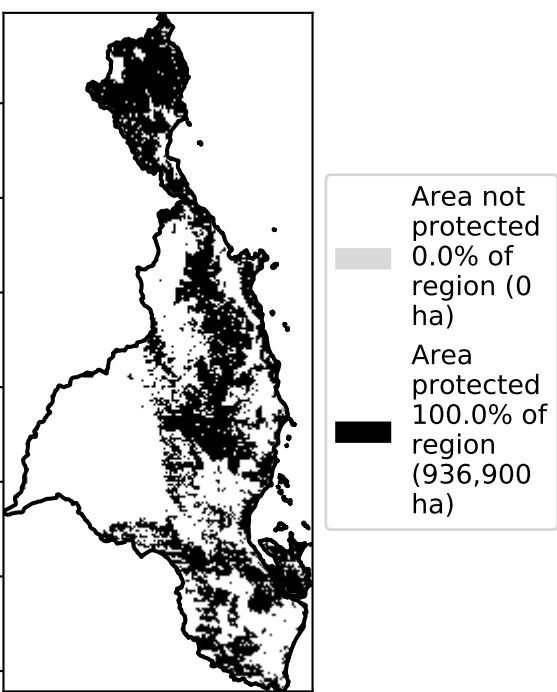 Area not
protected
0.0% of
region (0
ha)
Area
protected
100.0% of
region
(936,900
ha)